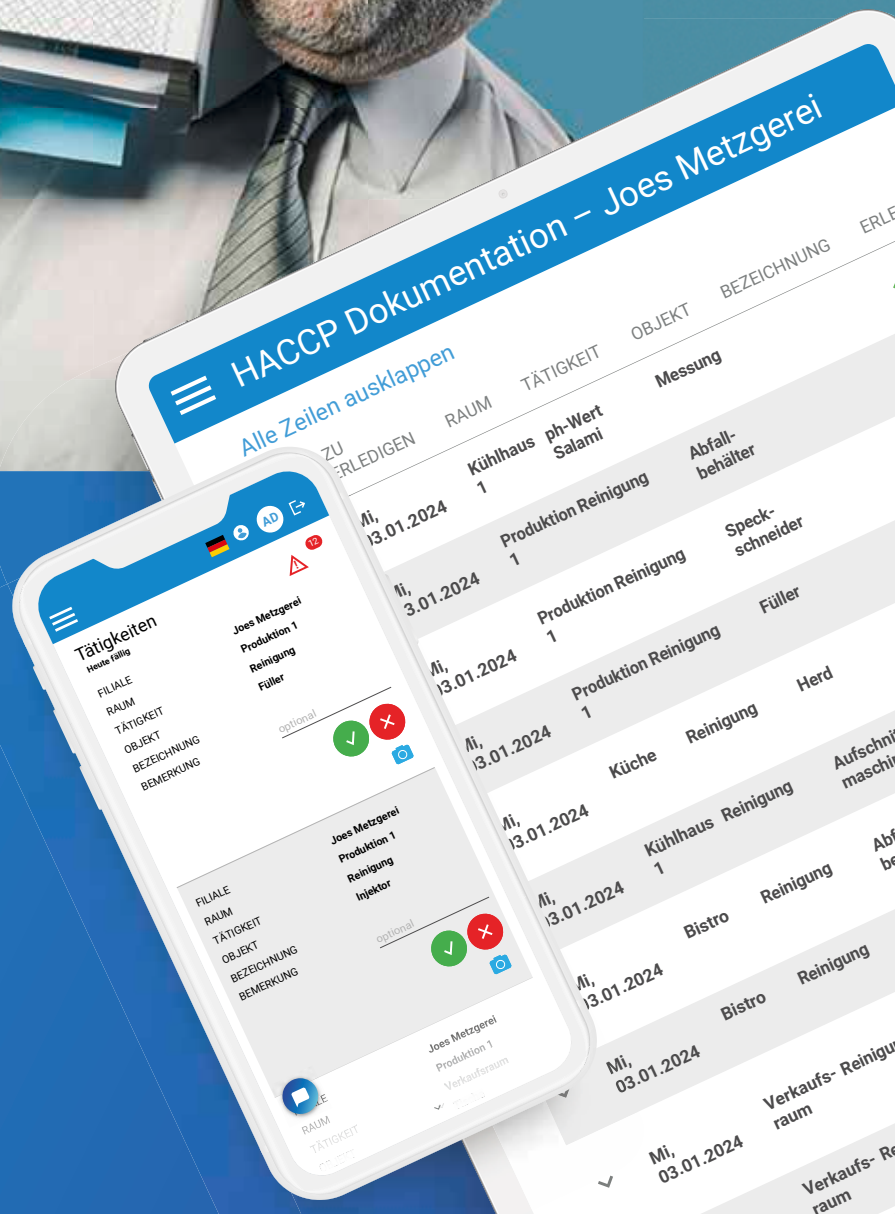 HACCP Dokumentation – Joes Metzgerei
Alle Zeilen ausklappen
ZU
ERLEDIGEN
RAUM
TÄTIGKEIT
OBJEKT
BEZEICHNUNG
Mi,
03.01.2024
Kühlhaus
1
ph-Wert
Salami
Messung
Mi,
03.01.2024
Produktion Reinigung
1
Abfall-
behälter
Mi,
03.01.2024
Produktion Reinigung
1
Speck-
schneider
Mi,
03.01.2024
Produktion Reinigung
1
Füller
Mi,
03.01.2024
Küche
Reinigung
Herd
Mi,
03.01.2024
Kühlhaus Reinigung
1
Mi,
03.01.2024
Bistro
Reinigung
Mi,
03.01.2024
Bistro
Reinigung
Mi,
03.01.2024
Verkaufs- Reinigung
raum
Verkaufs-
raum
AD
12
Tätigkeiten
Heute fällig
FILIALE Joes Metzgerei
RAUM Produktion 1
TÄTIGKEIT Reinigung
OBJEKT Füller
BEZEICHNUNG
BEMERKUNG optional
FILIALE Joes Metzgerei
RAUM Produktion 1
TÄTIGKEIT Reinigung
OBJEKT Injektor
BEZEICHNUNG
BEMERKUNG optional
Joes Metzgerei
RAUM Produktion 1
TÄTIGKEIT Verkaufsraum